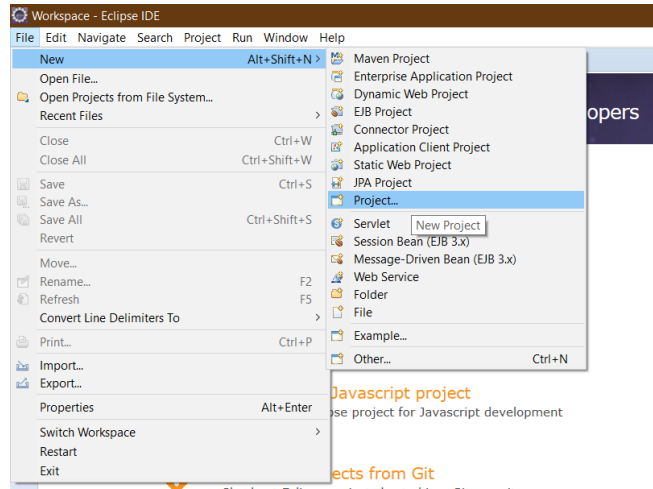 Workspace - Eclipse IDE
File Edit Navigate Search Project Run Window Help
New Alt+Shift+N >
Open File...
Open Projects from File System...
Recent Files >
Close Ctrl+W
Close All Ctrl+Shift+W
Save Ctrl+S
Save As...
Save All Ctrl+Shift+S
Revert
Move...
Rename... F2
Refresh F5
Convert Line Delimiters To >
Print... Ctrl+P
Import...
Export...
Properties Alt+Enter
Switch Workspace >
Restart
Exit
Maven Project
Enterprise Application Project
Dynamic Web Project
EJB Project
Connector Project
Application Client Project
Static Web Project
JPA Project
Project...
Servlet
New Project
Session Bean (EJB 3.x)
Message-Driven Bean (EJB 3.x)
Web Service
Folder
File
Example...
Other... Ctrl+N
opers
Javascript project
ose project for Javascript development
ects from Git